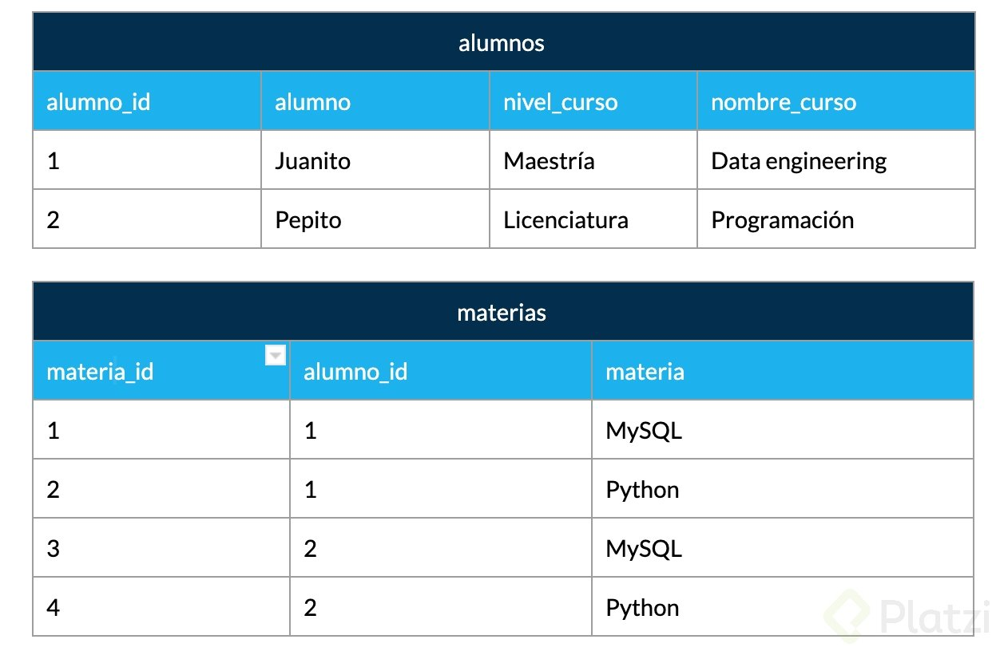 alumnos
alumno_id alumno nivel_curso nombre_curso
1 Juanito Maestría Data engineering
2 Pepito Licenciatura Programación
materias
materia_id alumno_id materia
1 1 MySQL
2 1 Python
3 2 MySQL
4 2 Python
Platzi